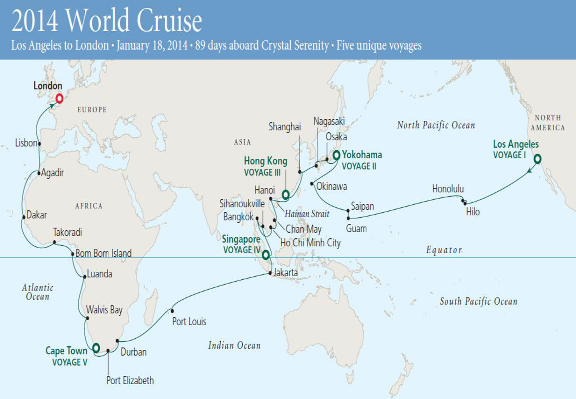 2014 World Cruise
Los Angeles to London • January 18, 2014 • 89 days aboard Crystal Serenity • Five unique voyages
London
EUROPE
Lisbon
Agadir
AFRICA
Dakar
Takoradi
Bom Bom Island
Luanda
Atlantic
Ocean
Walvis Bay
Cape Town
VOYAGE V
Port Elizabeth
Durban
Port Louis
Indian Ocean
ASIA
Shanghai
Nagasaki
Osaka
Yokohama
VOYAGE II
Hong Kong
VOYAGE III
Hanoi
Okinawa
Sihanoukville
Hainan Strait
Bangkok
Chan May
Ho Chi Minh City
Singapore
VOYAGE IV
Jakarta
Saipan
Guam
North Pacific Ocean
NORTH
AMERICA
Los Angeles
VOYAGE I
Honolulu
Hilo
Equator
South Pacific Ocean